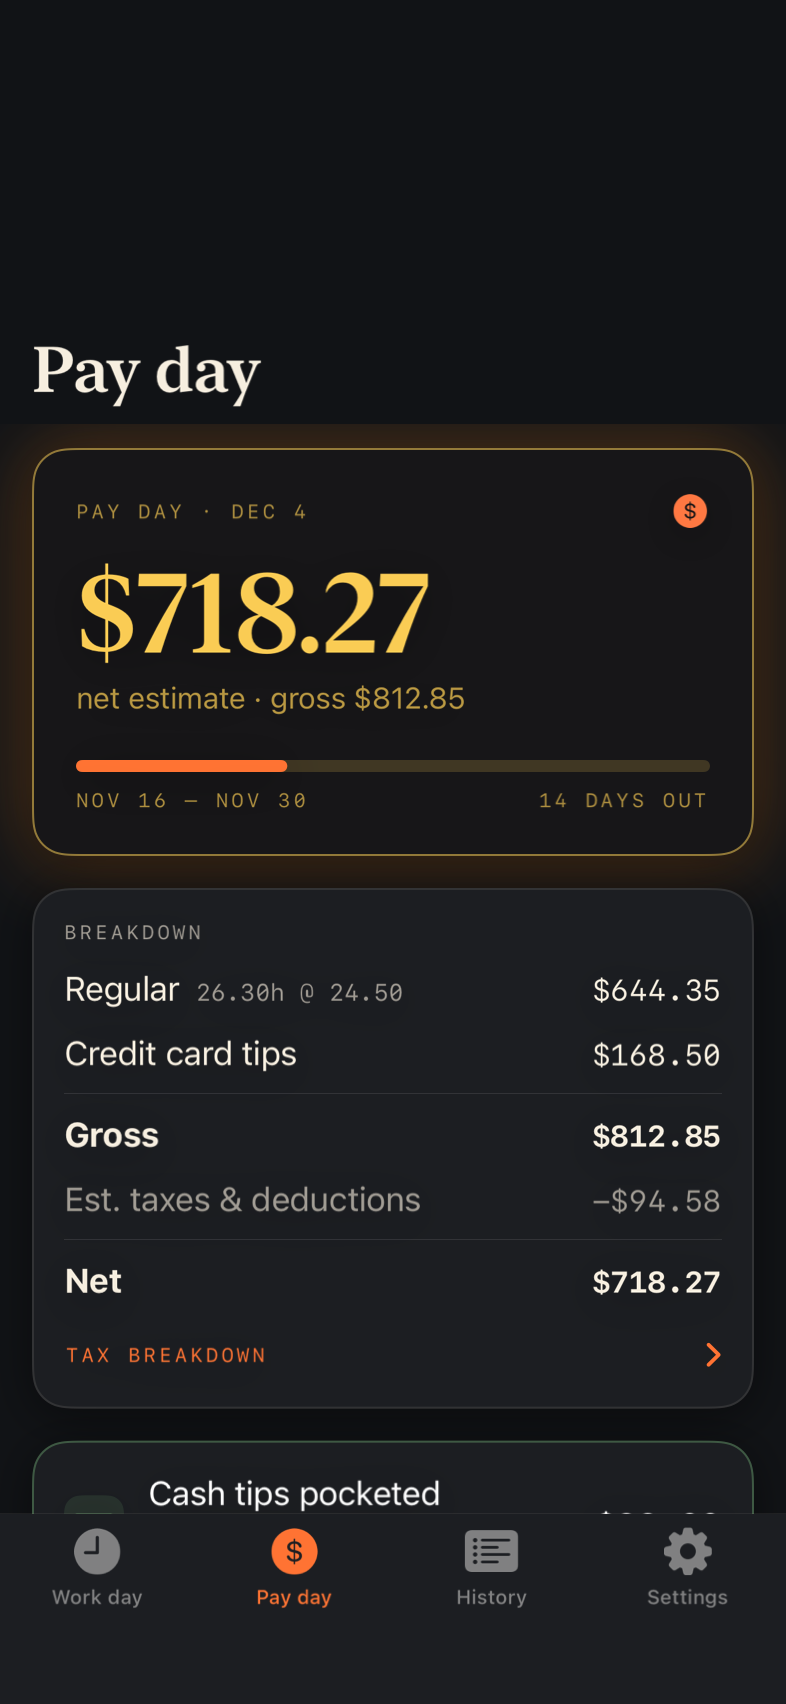 Pay day
PAY DAY · DEC 4
$
$718.27
net estimate · gross $812.85
NOV 16 — NOV 30 14 DAYS OUT
BREAKDOWN
Regular 26.30h @ 24.50 $644.35
Credit card tips $168.50
Gross $812.85
Est. taxes & deductions –$94.58
Net $718.27
TAX BREAKDOWN
Cash tips pocketed
$
Work day Pay day History Settings